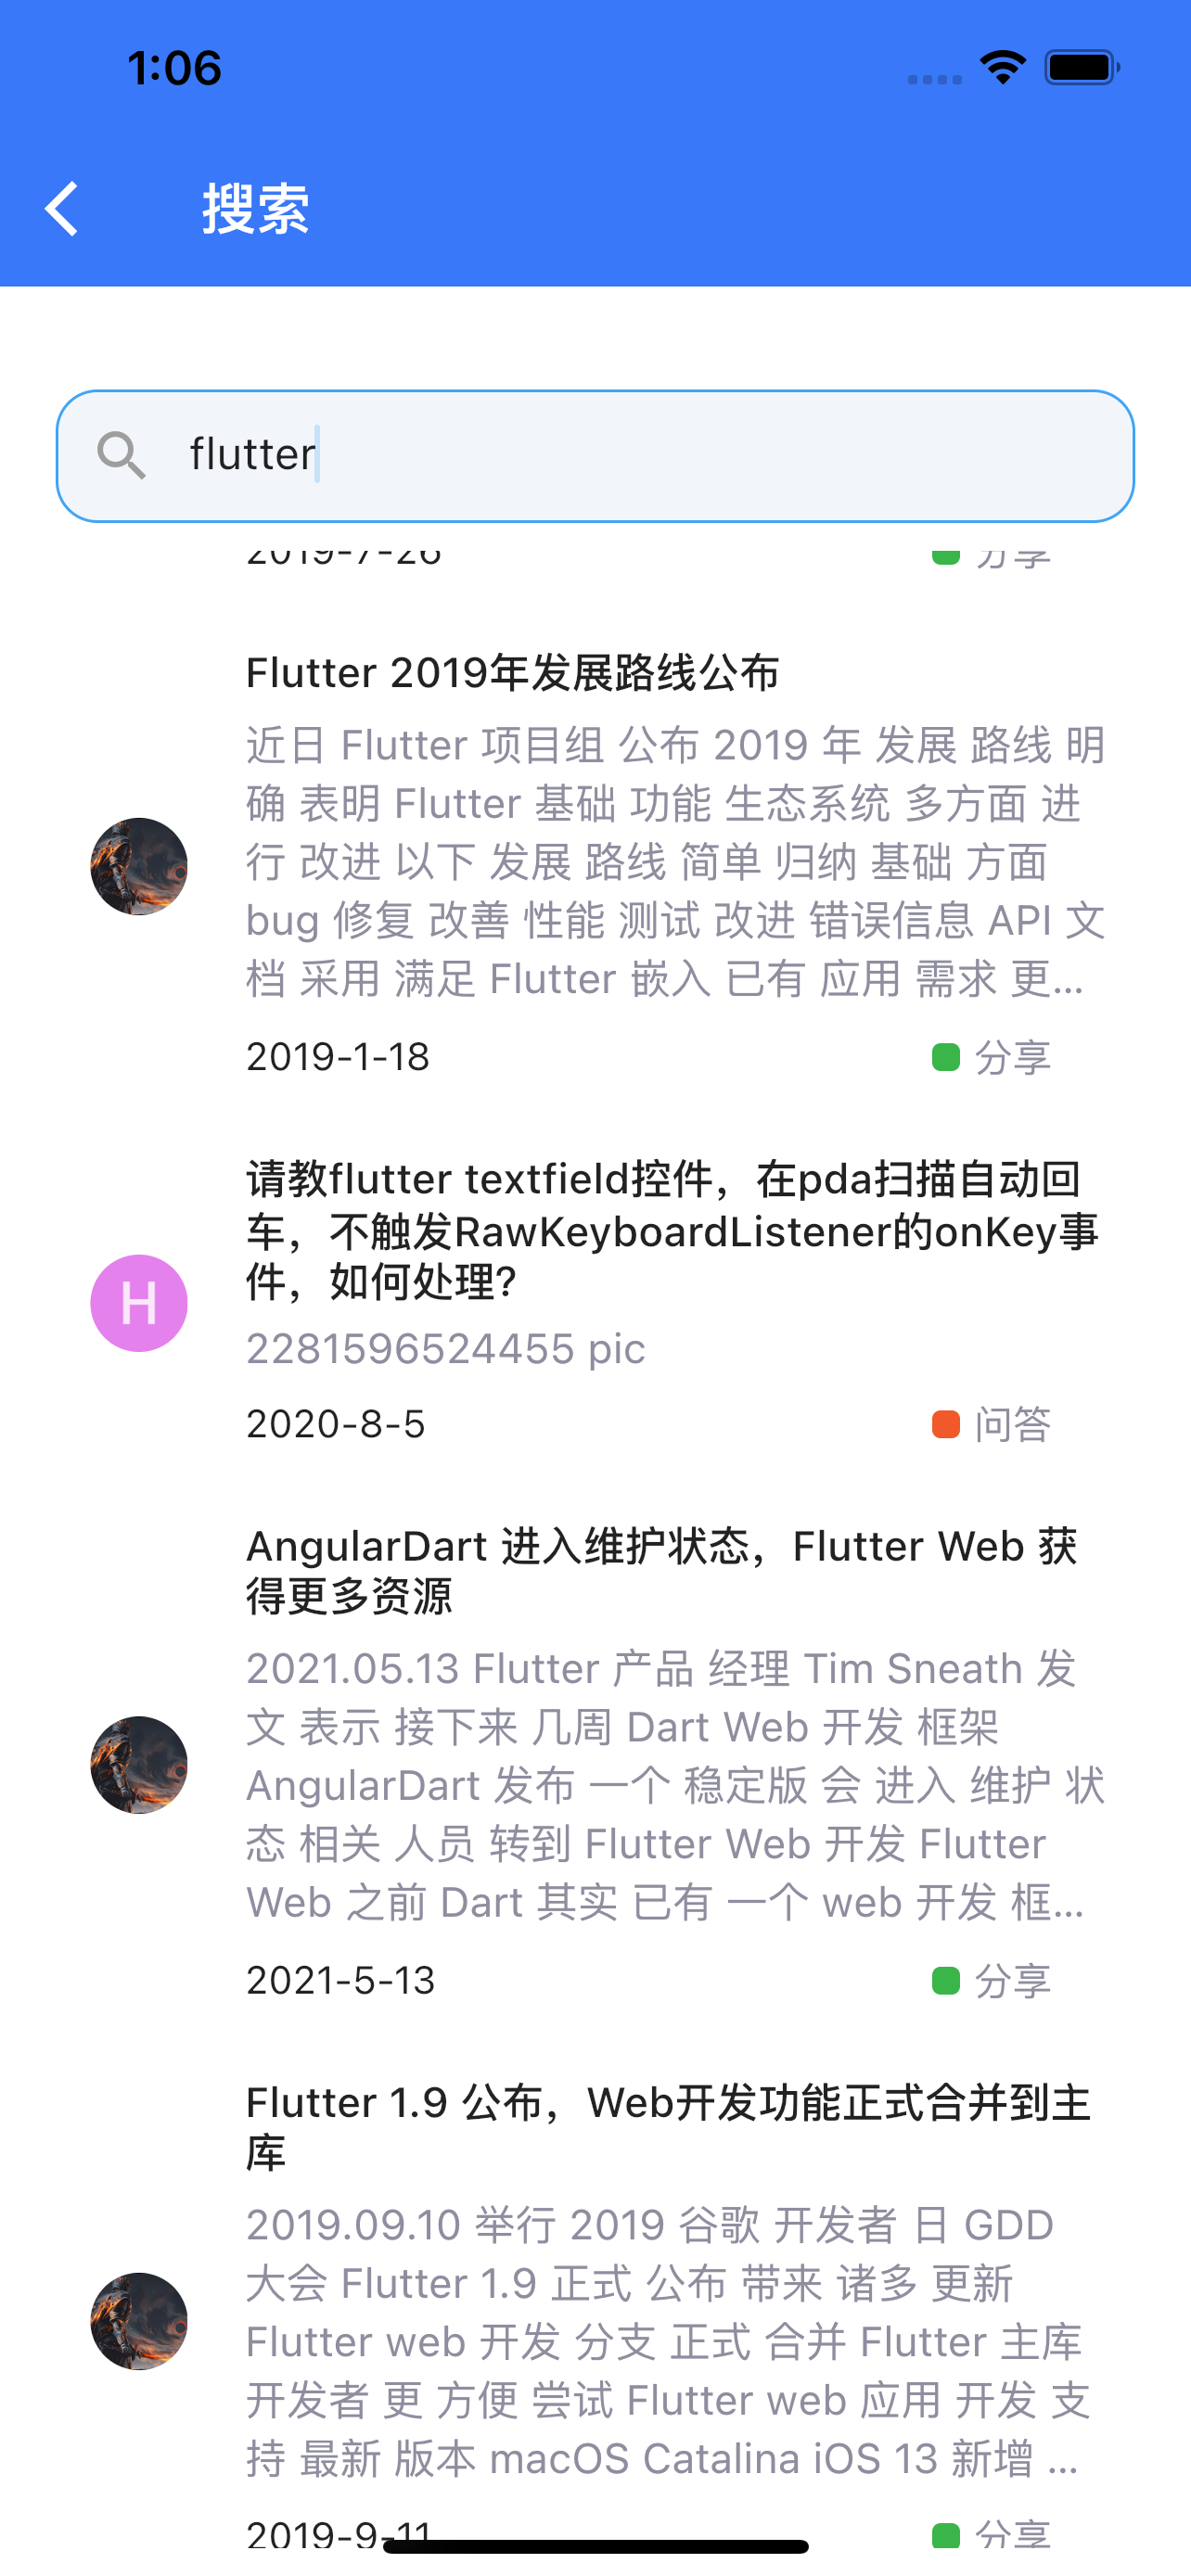 1:06
搜索
flutter
2019-7-26
分享
Flutter 2019年发展路线公布
近日 Flutter 项目组 公布 2019 年 发展 路线 明
确 表明 Flutter 基础 功能 生态系统 多方面 进
行 改进 以下 发展 路线 简单 归纳 基础 方面
bug 修复 改善 性能 测试 改进 错误信息 API 文
档 采用 满足 Flutter 嵌入 已有 应用 需求 更...
2019-1-18
分享
请教flutter textfield控件，在pda扫描自动回
车，不触发RawKeyboardListener的onKey事
件，如何处理？
H
2281596524455 pic
2020-8-5
问答
AngularDart 进入维护状态，Flutter Web 获
得更多资源
2021.05.13 Flutter 产品 经理 Tim Sneath 发
文 表示 接下来 几周 Dart Web 开发 框架
AngularDart 发布 一个 稳定版 会 进入 维护 状
态 相关 人员 转到 Flutter Web 开发 Flutter
Web 之前 Dart 其实 已有 一个 web 开发 框...
2021-5-13
分享
Flutter 1.9 公布，Web开发功能正式合并到主
库
2019.09.10 举行 2019 谷歌 开发者 日 GDD
大会 Flutter 1.9 正式 公布 带来 诸多 更新
Flutter web 开发 分支 正式 合并 Flutter 主库
开发者 更 方便 尝试 Flutter web 应用 开发 支
持 最新 版本 macOS Catalina iOS 13 新增 ...
2019-9-11
分享